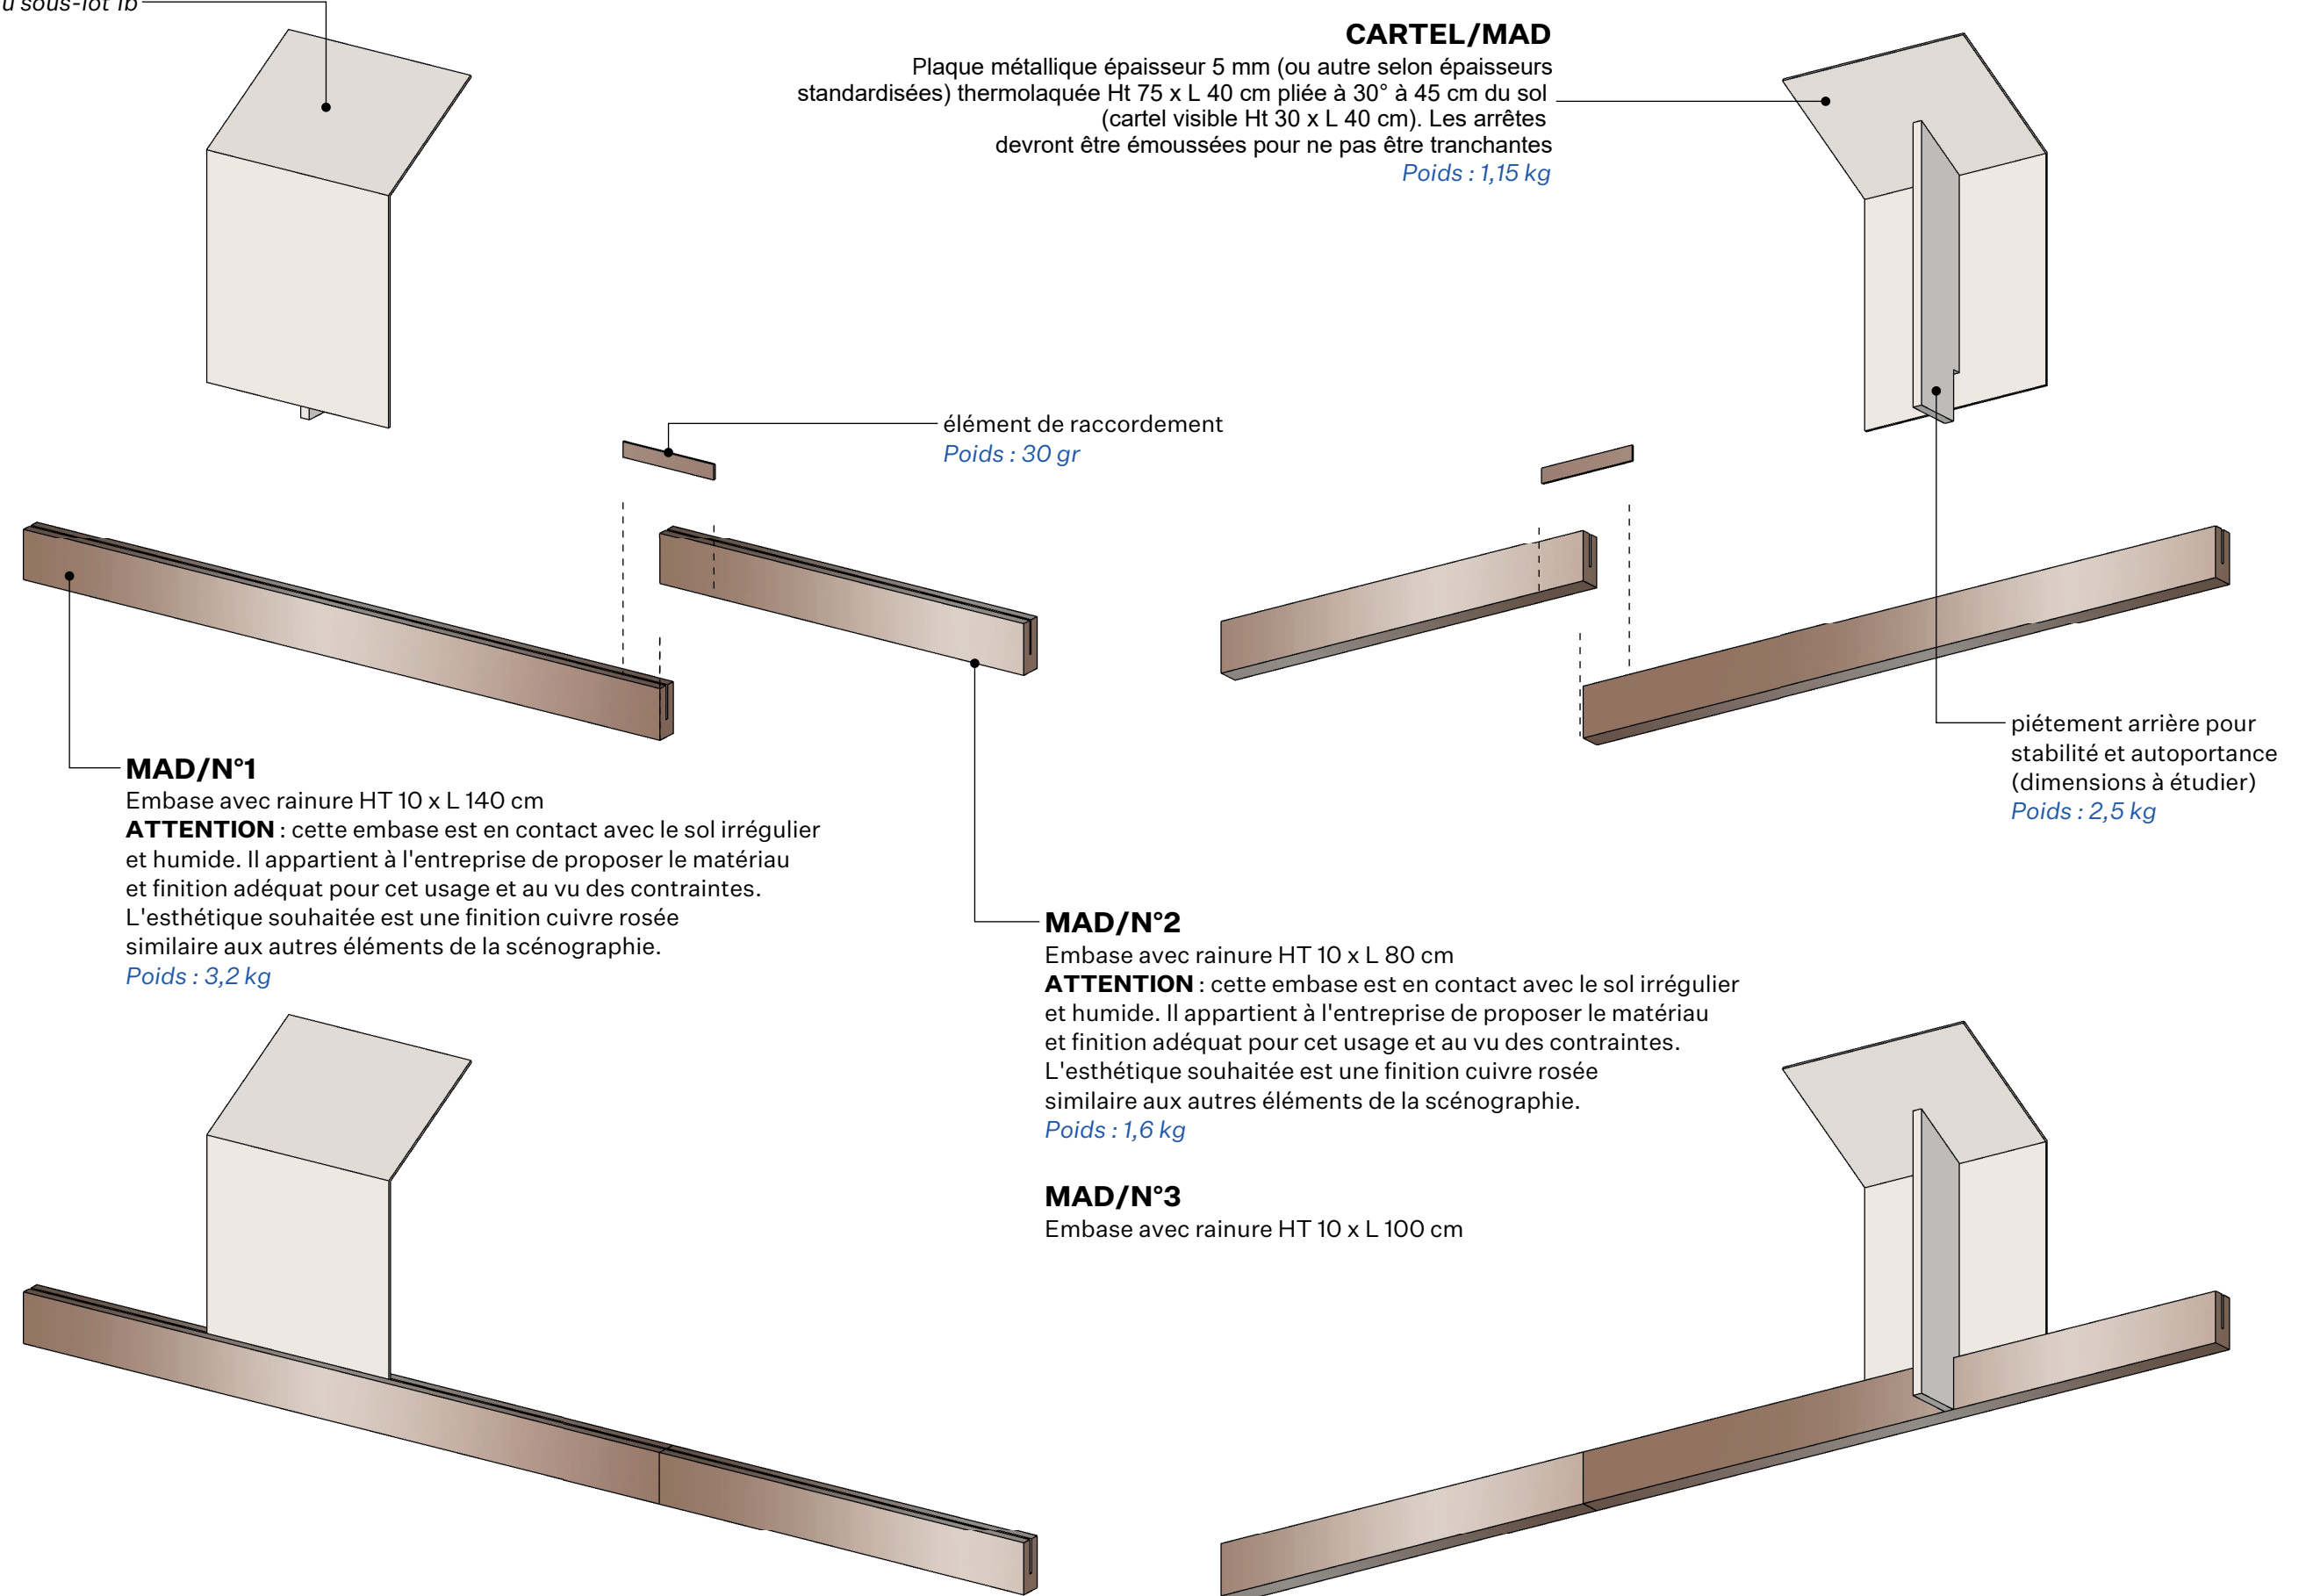 sous-lot 1b
CARTEL/MAD
Plaque métallique épaisseur 5 mm (ou autre selon épaisseurs
standardisées) thermolaquée Ht 75 x L 40 cm pliée à 30° à 45 cm du sol
(cartel visible Ht 30 x L 40 cm). Les arrêtes
devront être émoussées pour ne pas être tranchantes
Poids : 1,15 kg
élément de raccordement
Poids : 30 gr
piétement arrière pour
stabilité et autoportance
(dimensions à étudier)
Poids : 2,5 kg
MAD/N°1
Embase avec rainure HT 10 x L 140 cm
ATTENTION : cette embase est en contact avec le sol irrégulier
et humide. Il appartient à l'entreprise de proposer le matériau
et finition adéquat pour cet usage et au vu des contraintes.
L'esthétique souhaitée est une finition cuivre rosée
similaire aux autres éléments de la scénographie.
Poids : 3,2 kg
MAD/N°2
Embase avec rainure HT 10 x L 80 cm
ATTENTION : cette embase est en contact avec le sol irrégulier
et humide. Il appartient à l'entreprise de proposer le matériau
et finition adéquat pour cet usage et au vu des contraintes.
L'esthétique souhaitée est une finition cuivre rosée
similaire aux autres éléments de la scénographie.
Poids : 1,6 kg
MAD/N°3
Embase avec rainure HT 10 x L 100 cm